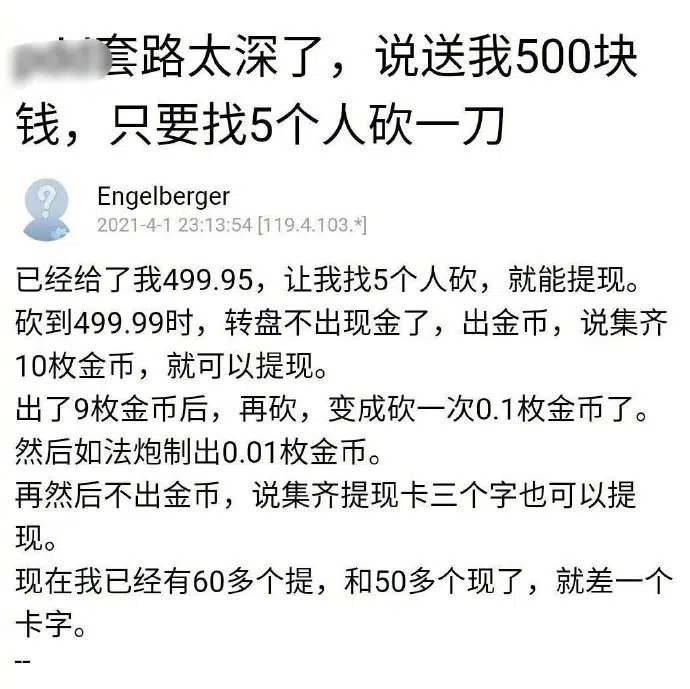 套路太深了，说送我500块
钱，只要找5个人砍一刀
Engelberger
2021-4-1 23:13:54 [119.4.103.*]
已经给了我499.95，让我找5个人砍，就能提现。
砍到499.99时，转盘不出现金了，出金币，说集齐
10枚金币，就可以提现。
出了9枚金币后，再砍，变成砍一次0.1枚金币了。
然后如法炮制出0.01枚金币。
再然后不出金币，说集齐提现卡三个字也可以提
现。
现在我已经有60多个提，和50多个现了，就差一个
卡字。
--